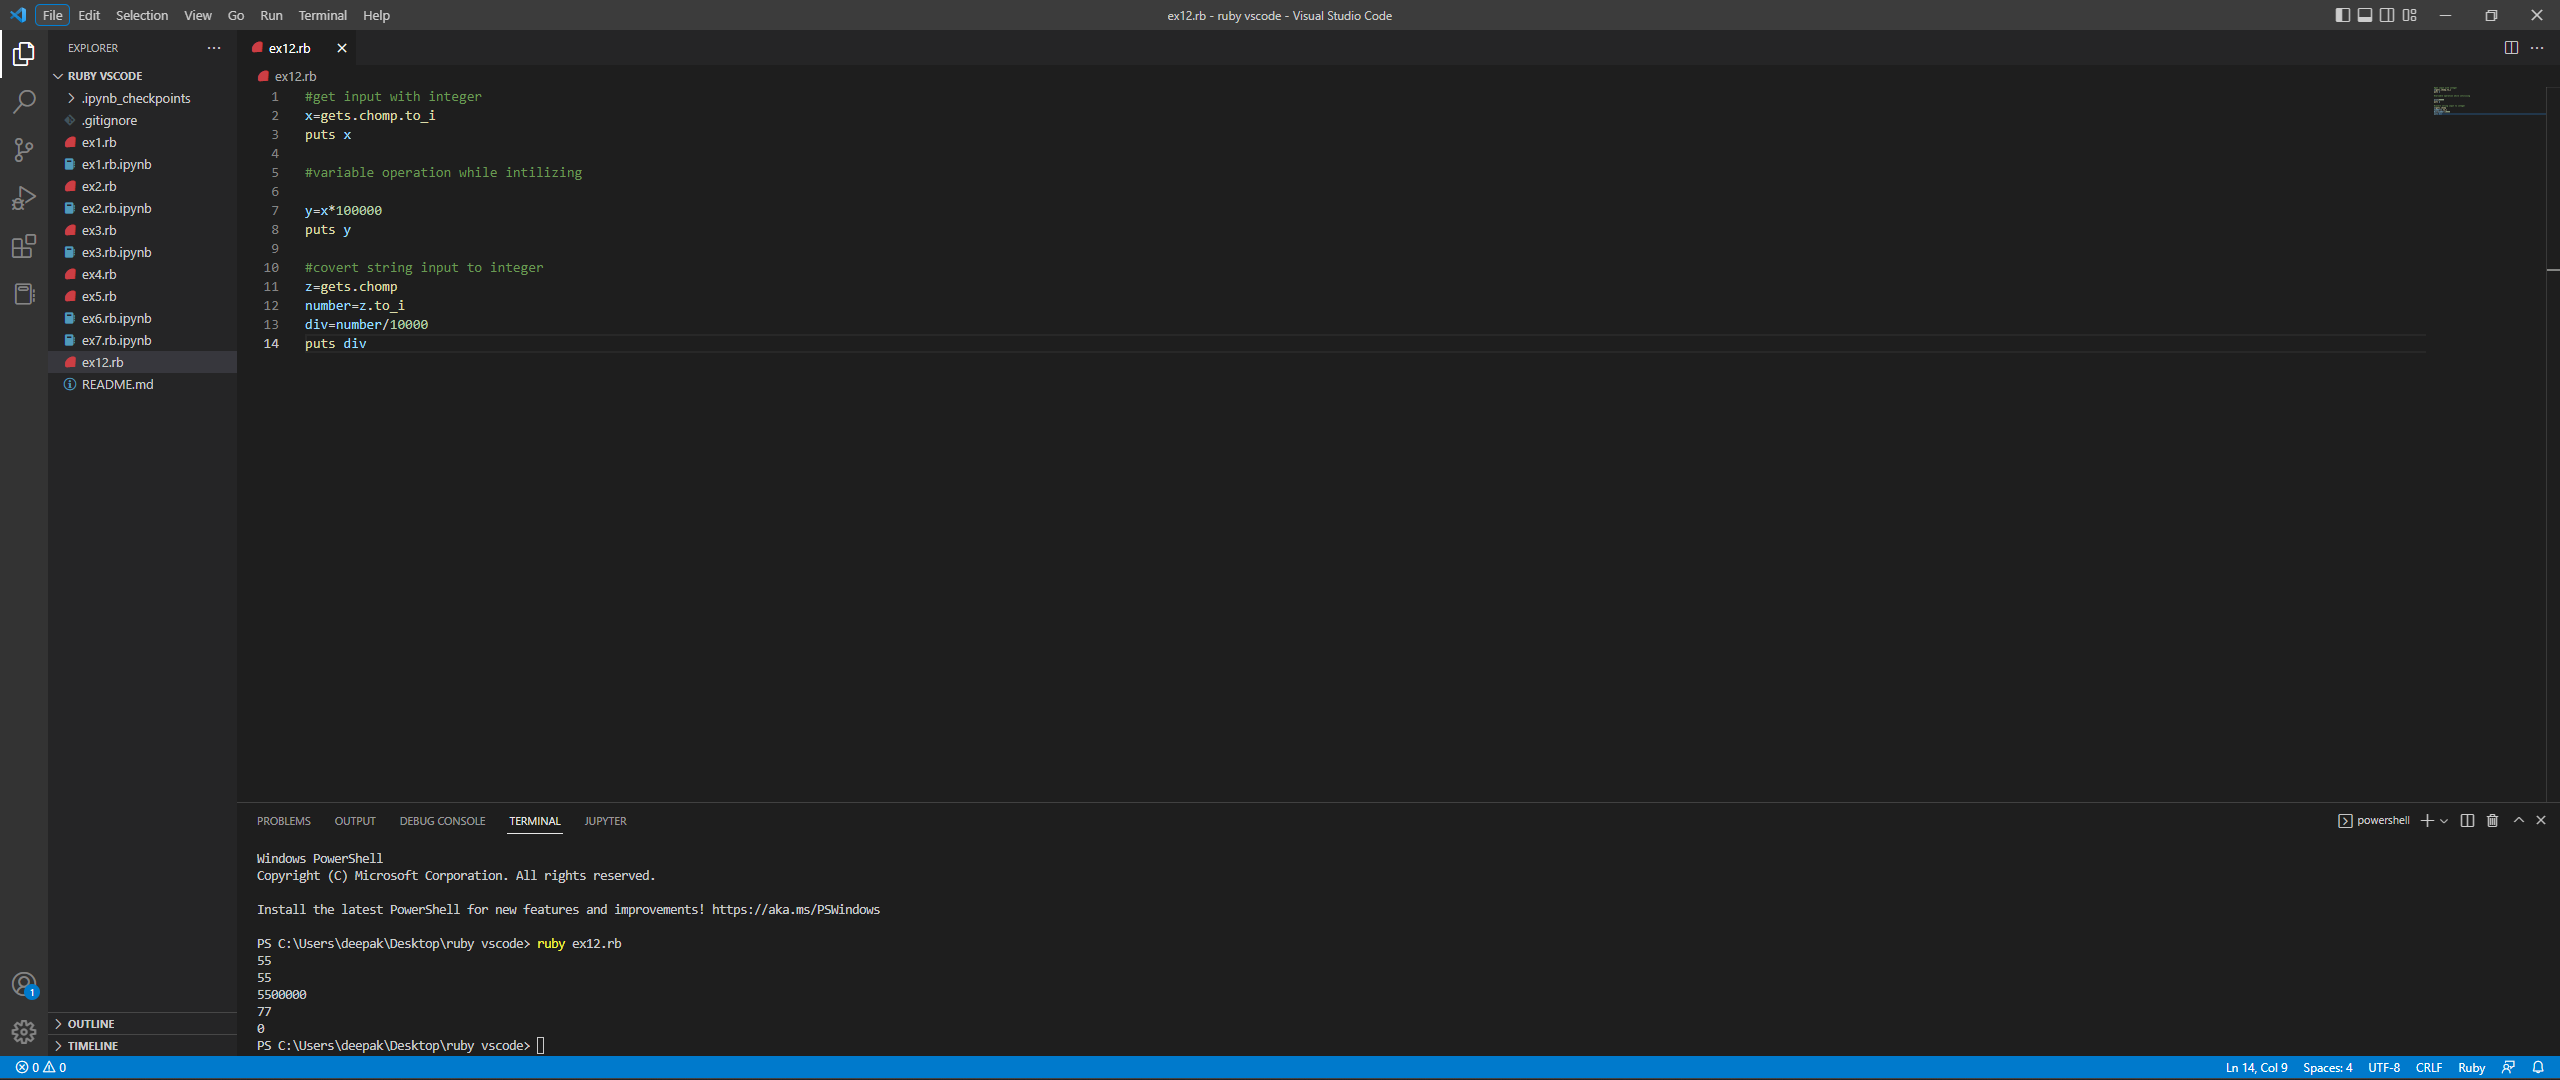 File Edit Selection View Go Run Terminal Help
ex12.rb - ruby vscode - Visual Studio Code
EXPLORER
RUBY VSCODE
.ipynb_checkpoints
.gitignore
ex1.rb
ex1.rb.ipynb
ex2.rb
ex2.rb.ipynb
ex3.rb
ex3.rb.ipynb
ex4.rb
ex5.rb
ex6.rb.ipynb
ex7.rb.ipynb
ex12.rb
README.md
OUTLINE
TIMELINE
ex12.rb
ex12.rb
1 #get input with integer
2 x=gets.chomp.to_i
3 puts x
4
5 #variable operation while intilizing
6
7 y=x*100000
8 puts y
9
10 #covert string input to integer
11 z=gets.chomp
12 number=z.to_i
13 div=number/10000
14 puts div
PROBLEMS OUTPUT DEBUG CONSOLE TERMINAL JUPYTER
powershell
Windows PowerShell
Copyright (C) Microsoft Corporation. All rights reserved.
Install the latest PowerShell for new features and improvements! https://aka.ms/PSWindows
PS C:\Users\deepak\Desktop\ruby vscode> ruby ex12.rb
55
55
5500000
77
0
PS C:\Users\deepak\Desktop\ruby vscode>
1
0 0
Ln 14, Col 9 Spaces: 4 UTF-8 CRLF Ruby